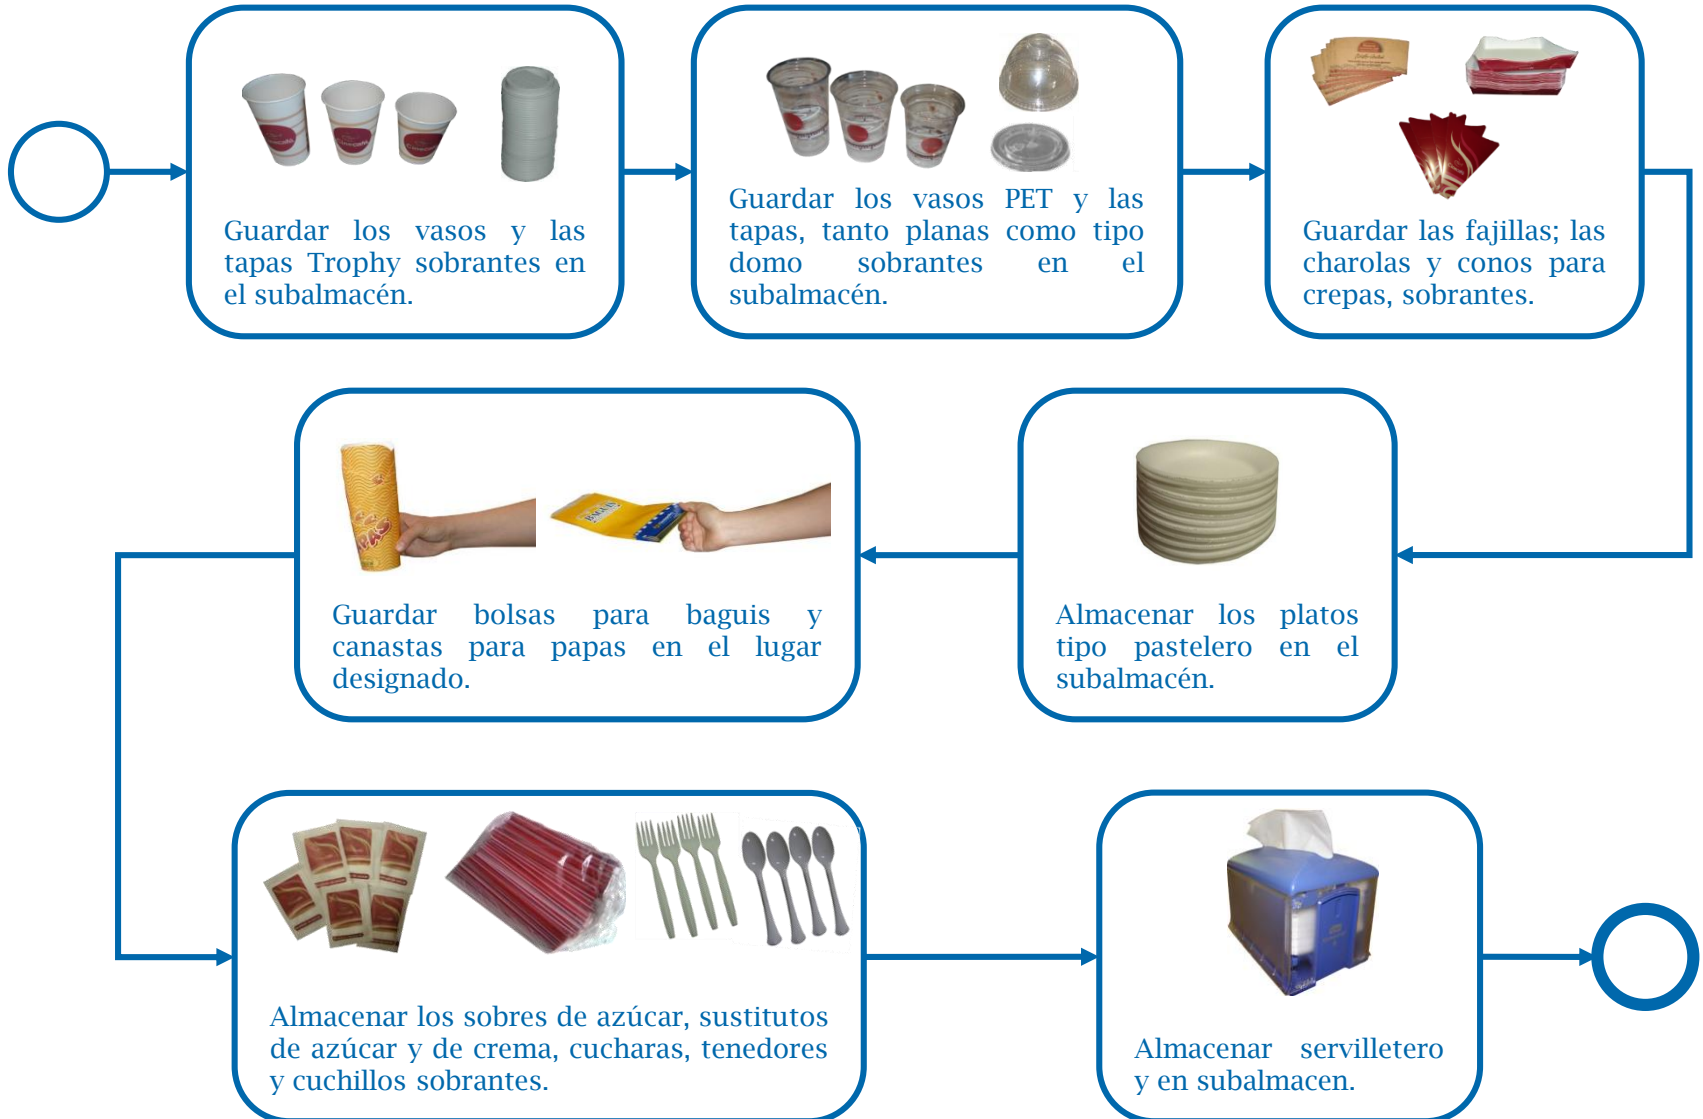 Guardar los vasos y las
tapas Trophy sobrantes en
el subalmacén.
Guardar los vasos PET y las
tapas, tanto planas como tipo
domo sobrantes en el
subalmacén.
Guardar las fajillas; las
charolas y conos para
crepas, sobrantes.
BAGUIS
Guardar bolsas para baguis y
canastas para papas en el lugar
designado.
Almacenar los platos
tipo pastelero en el
subalmacén.
Almacenar los sobres de azúcar, sustitutos
de azúcar y de crema, cucharas, tenedores
y cuchillos sobrantes.
Almacenar servilletero
y en subalmacen.